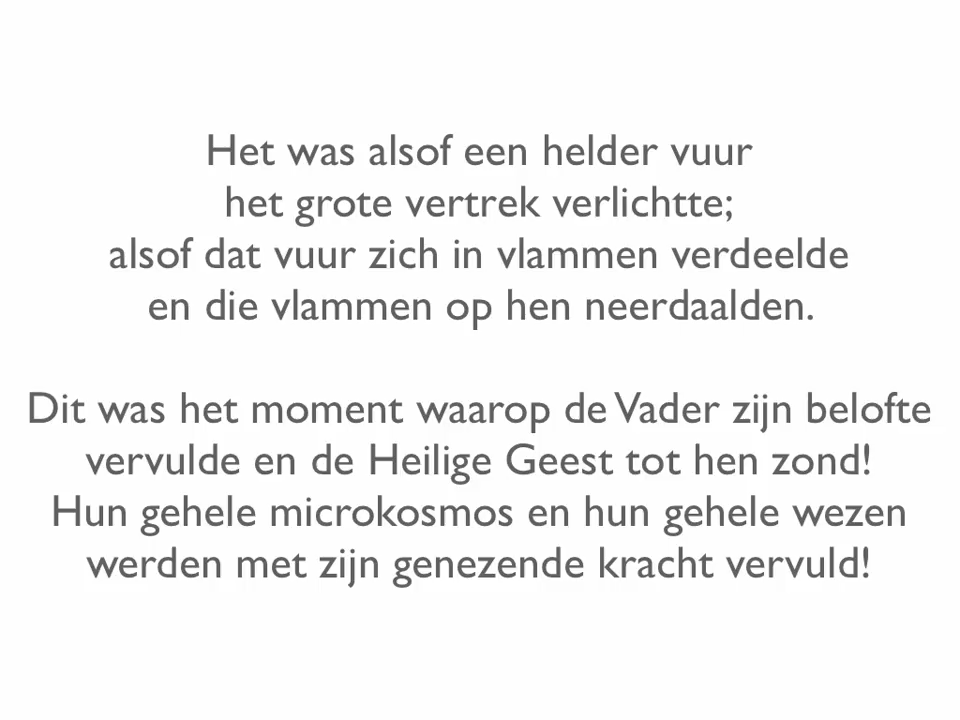 Het was alsof een helder vuur
het grote vertrek verlichtte;
alsof dat vuur zich in vlammen verdeelde
en die vlammen op hen neerdaalden.
Dit was het moment waarop de Vader zijn belofte
vervulde en de Heilige Geest tot hen zond!
Hun gehele microkosmos en hun gehele wezen
werden met zijn genezende kracht vervuld!